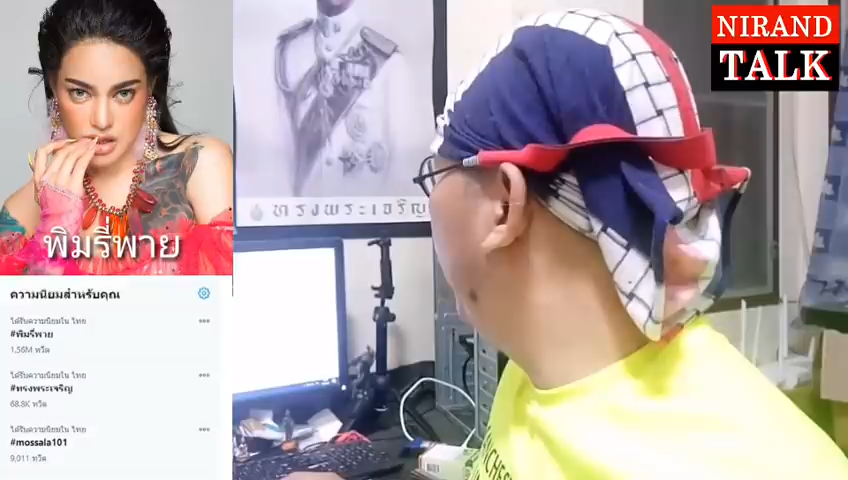 NIRAND
TALK
พิมรี่พาย
ทรงพระเจริญ
ความนิยมสำหรับคุณ
ได้รับความนิยมใน ไทย
#พิมรี่พาย
1.56M ทวีต
ได้รับความนิยมใน ไทย
#ทรงพระเจริญ
68.8K ทวีต
ได้รับความนิยมใน ไทย
#mossala101
9,011 ทวีต